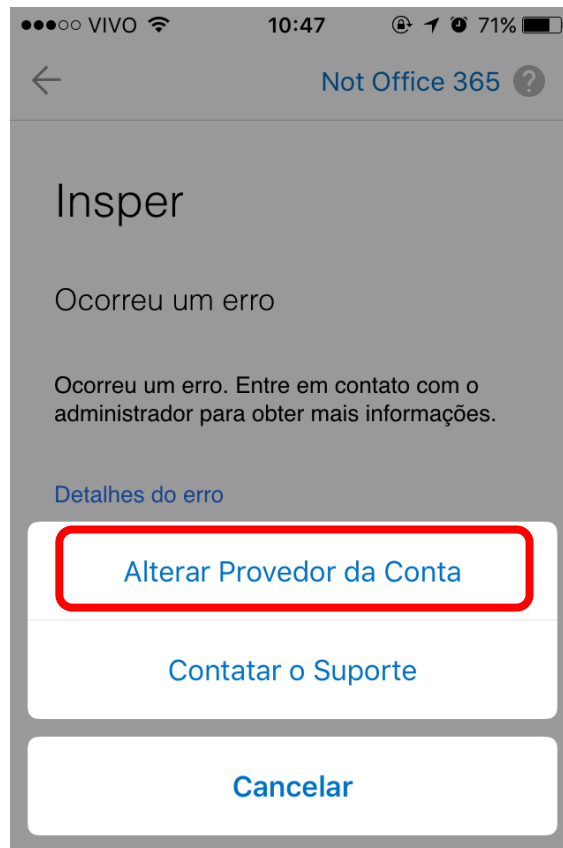 VIVO 10:47 71%
Not Office 365 ?
Insper
Ocorreu um erro
Ocorreu um erro. Entre em contato com o
administrador para obter mais informações.
Detalhes do erro
Alterar Provedor da Conta
Contatar o Suporte
Cancelar